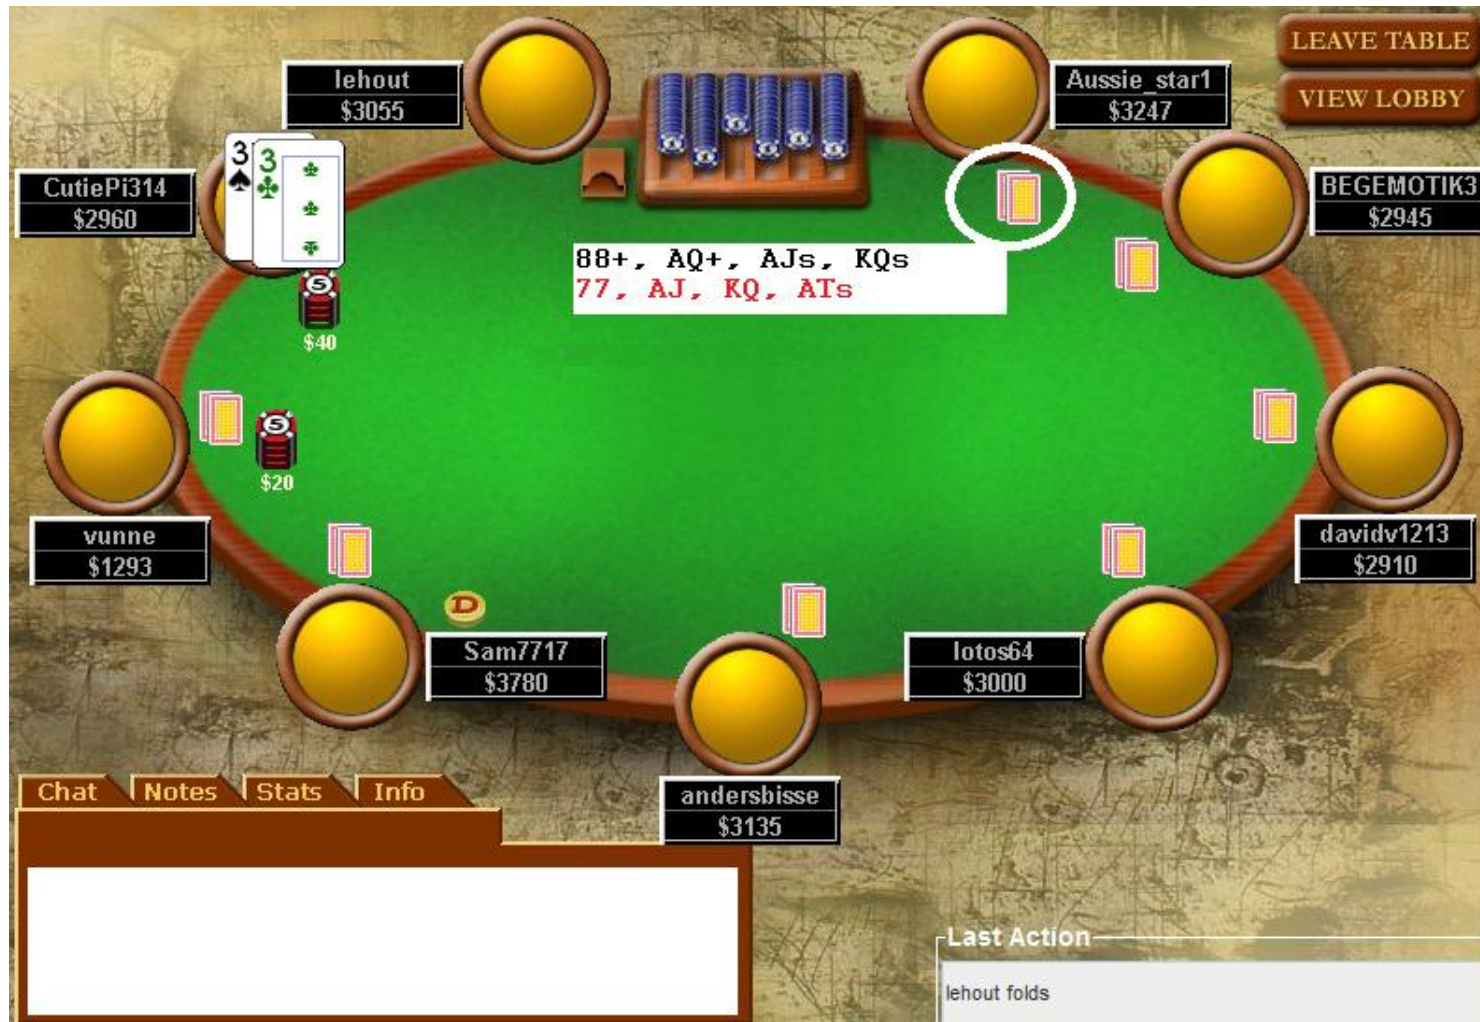 LEAVE TABLE
VIEW LOBBY
lehout
$3055
Aussie_star1
$3247
CutiePi314
$2960
3 3
BEGEMOTIK3
$2945
88+, AQ+, AJs, KQs
77, AJ, KQ, ATs
5
$40
5
$20
vunne
$1293
davidv1213
$2910
D
Sam7717
$3780
lotos64
$3000
andersbisse
$3135
Chat Notes Stats Info
Last Action
lehout folds